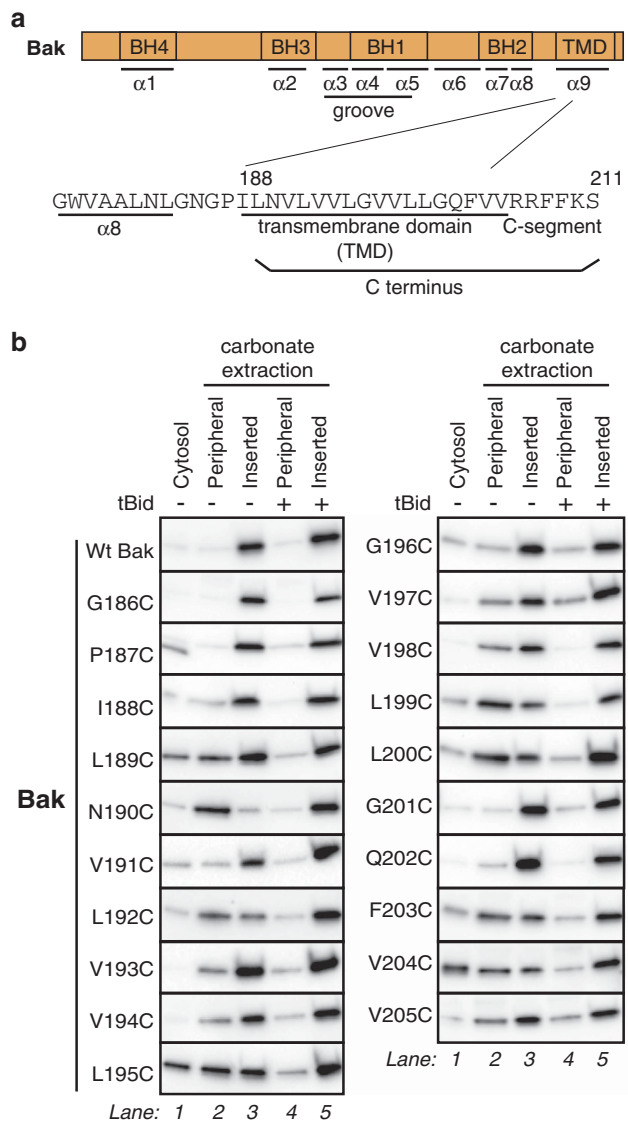 a
Bak BH4 BH3 BH1 BH2 TMD
α1 α2 α3 α4 α5 α6 α7 α8 α9
groove
188 211
GWVAALNLGNGPILNVLVVLGVVLLGQFVVRRFFKS
α8 transmembrane domain C-segment
(TMD)
C terminus
b
carbonate extraction
Cytosol Peripheral Inserted Peripheral Inserted
tBid - - - + +
Bak
Wt Bak
G186C
P187C
I188C
L189C
N190C
V191C
L192C
V193C
V194C
L195C
Lane: 1 2 3 4 5
carbonate extraction
Cytosol Peripheral Inserted Peripheral Inserted
tBid - - - + +
G196C
V197C
V198C
L199C
L200C
G201C
Q202C
F203C
V204C
V205C
Lane: 1 2 3 4 5